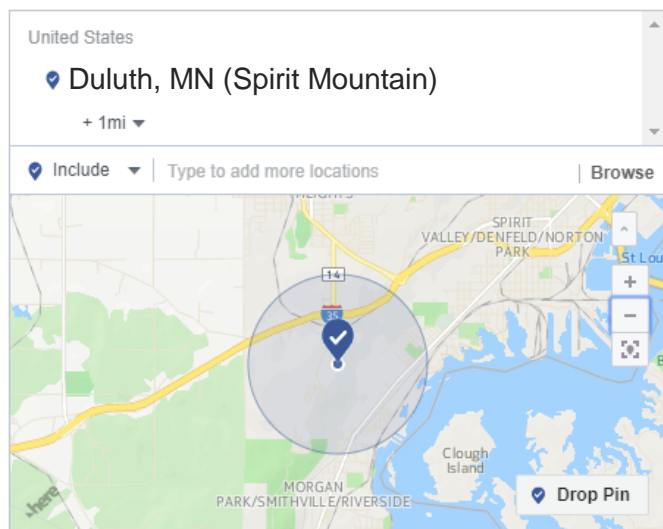 United States
Duluth, MN (Spirit Mountain)
+ 1mi
Include
Type to add more locations
Browse
HEIGHTS
SPIRIT
VALLEY/DENFELD/NORTON
PARK
St Lou
14
35
Clough
Island
MORGAN
PARK/SMITHVILLE/RIVERSIDE
here
Drop Pin